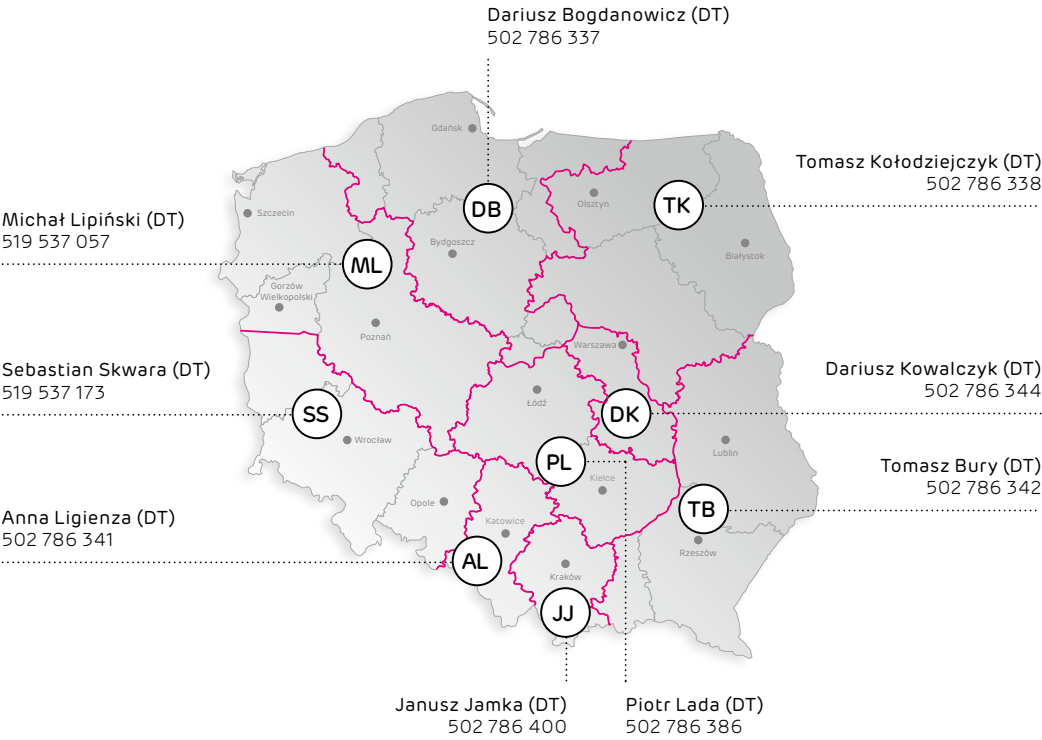 Dariusz Bogdanowicz (DT)
502 786 337
Gdańsk
Tomasz Kołodziejczyk (DT)
502 786 338
Olsztyn
TK
DB
Michał Lipiński (DT)
519 537 057
Szczecin
Bydgoszcz
Białystok
ML
Gorzów
Wielkopolski
Poznań
Warszawa
Sebastian Skwara (DT)
519 537 173
Dariusz Kowalczyk (DT)
502 786 344
Łódź
SS
DK
Wrocław
Lublin
PL
Tomasz Bury (DT)
502 786 342
Kielce
Opole
TB
Anna Ligienza (DT)
502 786 341
Katowice
Rzeszów
AL
Kraków
JJ
Janusz Jamka (DT)
502 786 400
Piotr Lada (DT)
502 786 386